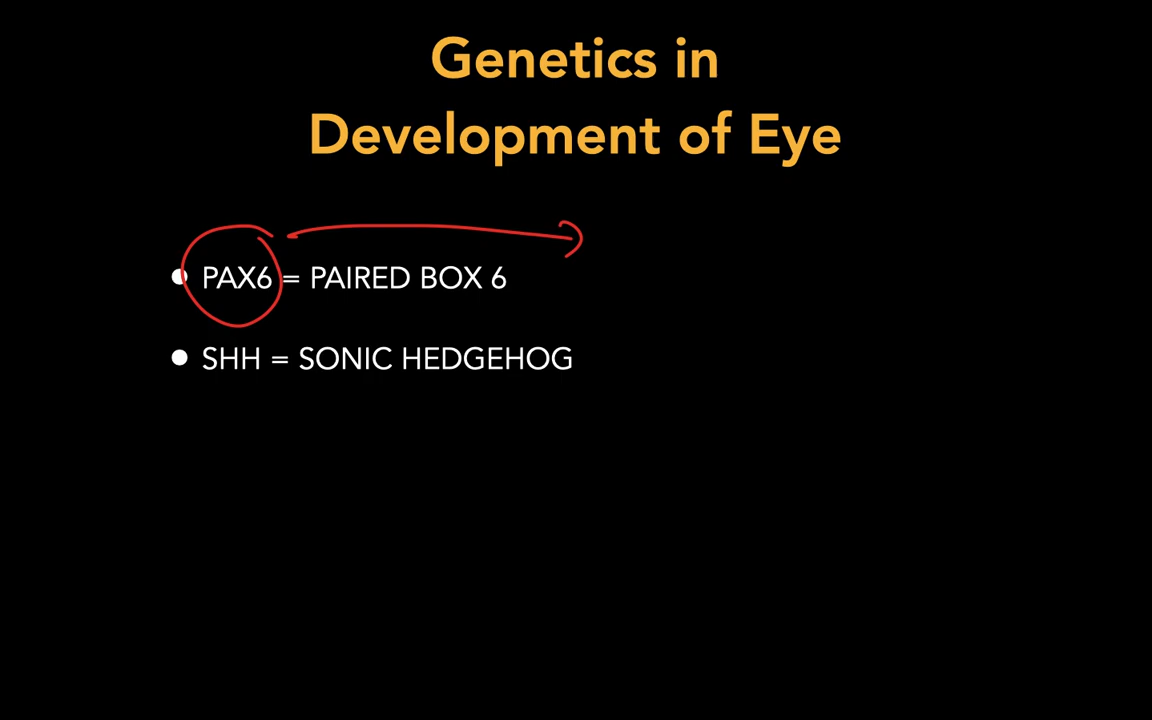 Genetics in
Development of Eye
● PAX6 = PAIRED BOX 6
● SHH = SONIC HEDGEHOG